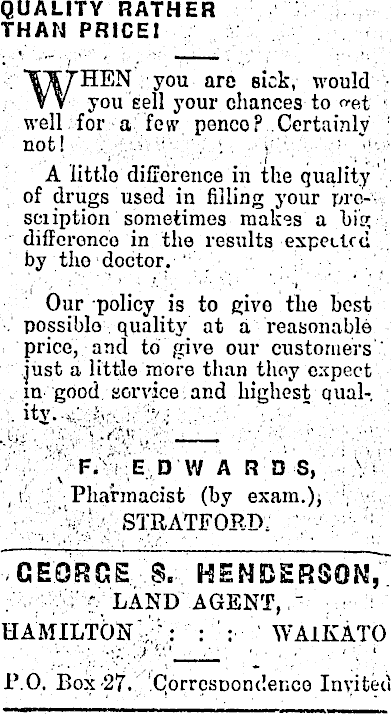 QUALITY RATHER
THAN PRICE!
WHEN you are sick, would
you sell your chances to get
well for a few pence? Certainly
not!
A little difference in the quality
of drugs used in filling your pre-
scription sometimes makes a big
difference in the results expected
by the doctor.
Our policy is to give the best
possible quality at a reasonable
price, and to give our customers
just a little more than they expect
in good service and highest qual-
ity.
F. EDWARDS,
Pharmacist (by exam.),
STRATFORD.
GEORGE S. HENDERSON,
LAND AGENT,
HAMILTON : : : WAIKATO
P.O. Box 27. Correspondence Invited